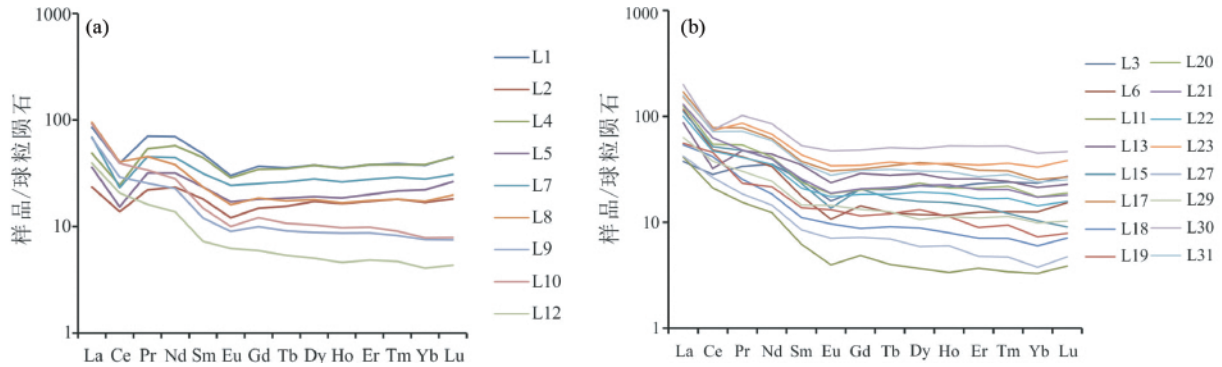 (a)
样品/球粒陨石
1000
100
10
1
La Ce Pr Nd Sm Eu Gd Tb Dy Ho Er Tm Yb Lu
L1
L2
L4
L5
L7
L8
L9
L10
L12
(b)
样品/球粒陨石
1000
100
10
1
La Ce Pr Nd Sm Eu Gd Tb Dy Ho Er Tm Yb Lu
L3 L20
L6 L21
L11 L22
L13 L23
L15 L27
L17 L29
L18 L30
L19 L31